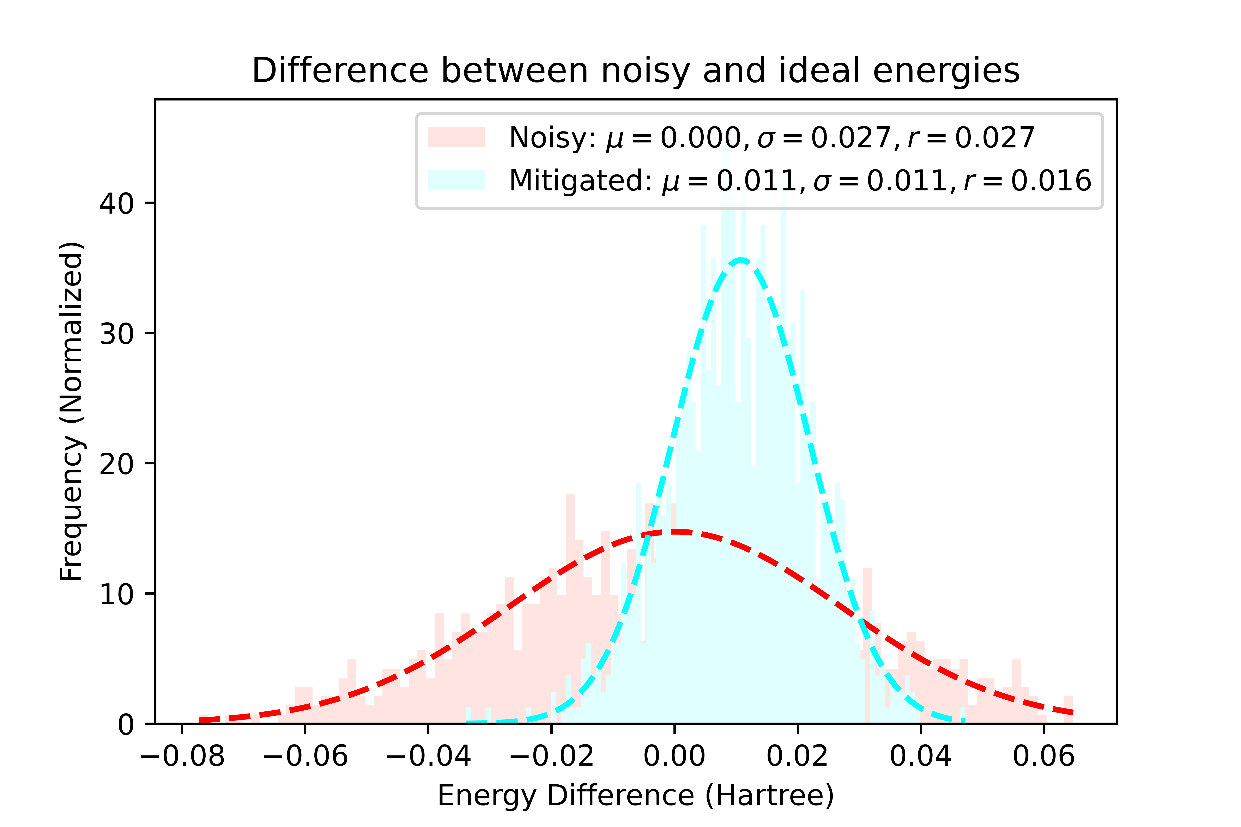 Difference between noisy and ideal energies
Noisy: μ = 0.000, σ = 0.027, r = 0.027
Mitigated: μ = 0.011, σ = 0.011, r = 0.016
Frequency (Normalized)
40
30
20
10
0
−0.08 −0.06 −0.04 −0.02 0.00 0.02 0.04 0.06
Energy Difference (Hartree)